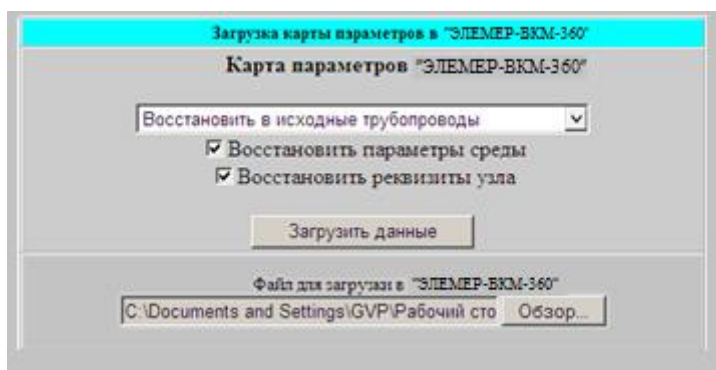 Загрузка карты параметров в "ЭЛЕМЕР-ВКМ-360"
Карта параметров "ЭЛЕМЕР-ВКМ-360"
Восстановить в исходные трубопроводы
Восстановить параметры среды
Восстановить реквизиты узла
Загрузить данные
Файл для загрузки в "ЭЛЕМЕР-ВКМ-360"
C:\Documents and Settings\GVP\Рабочий сто Обзор...